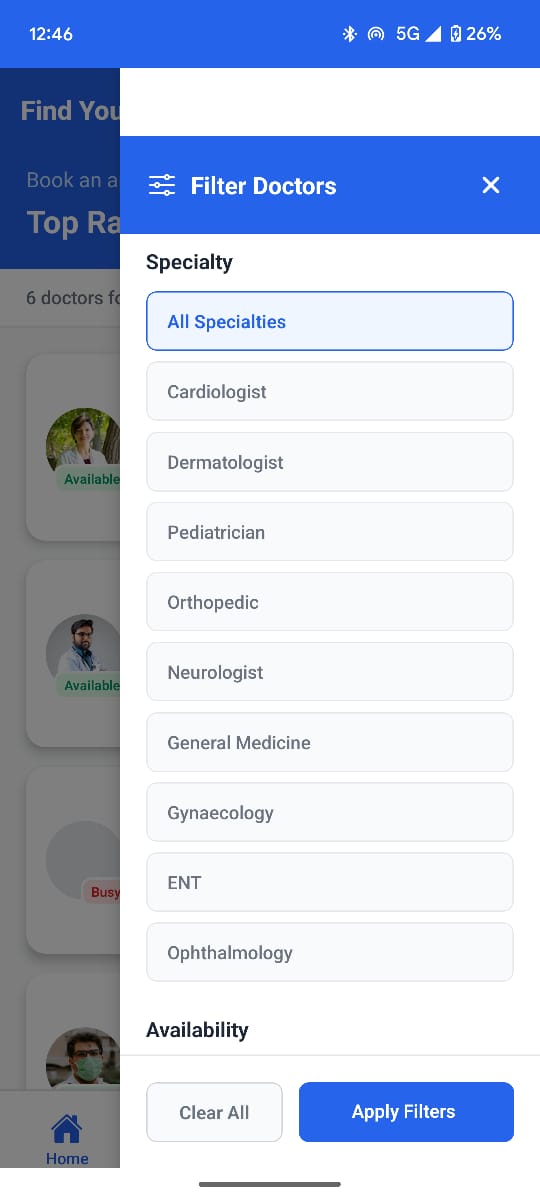 12:46
5G
26%
Find You
Book an a
Top Ra
6 doctors fo
Available
Available
Busy
Home
Filter Doctors
Specialty
All Specialties
Cardiologist
Dermatologist
Pediatrician
Orthopedic
Neurologist
General Medicine
Gynaecology
ENT
Ophthalmology
Availability
Clear All
Apply Filters